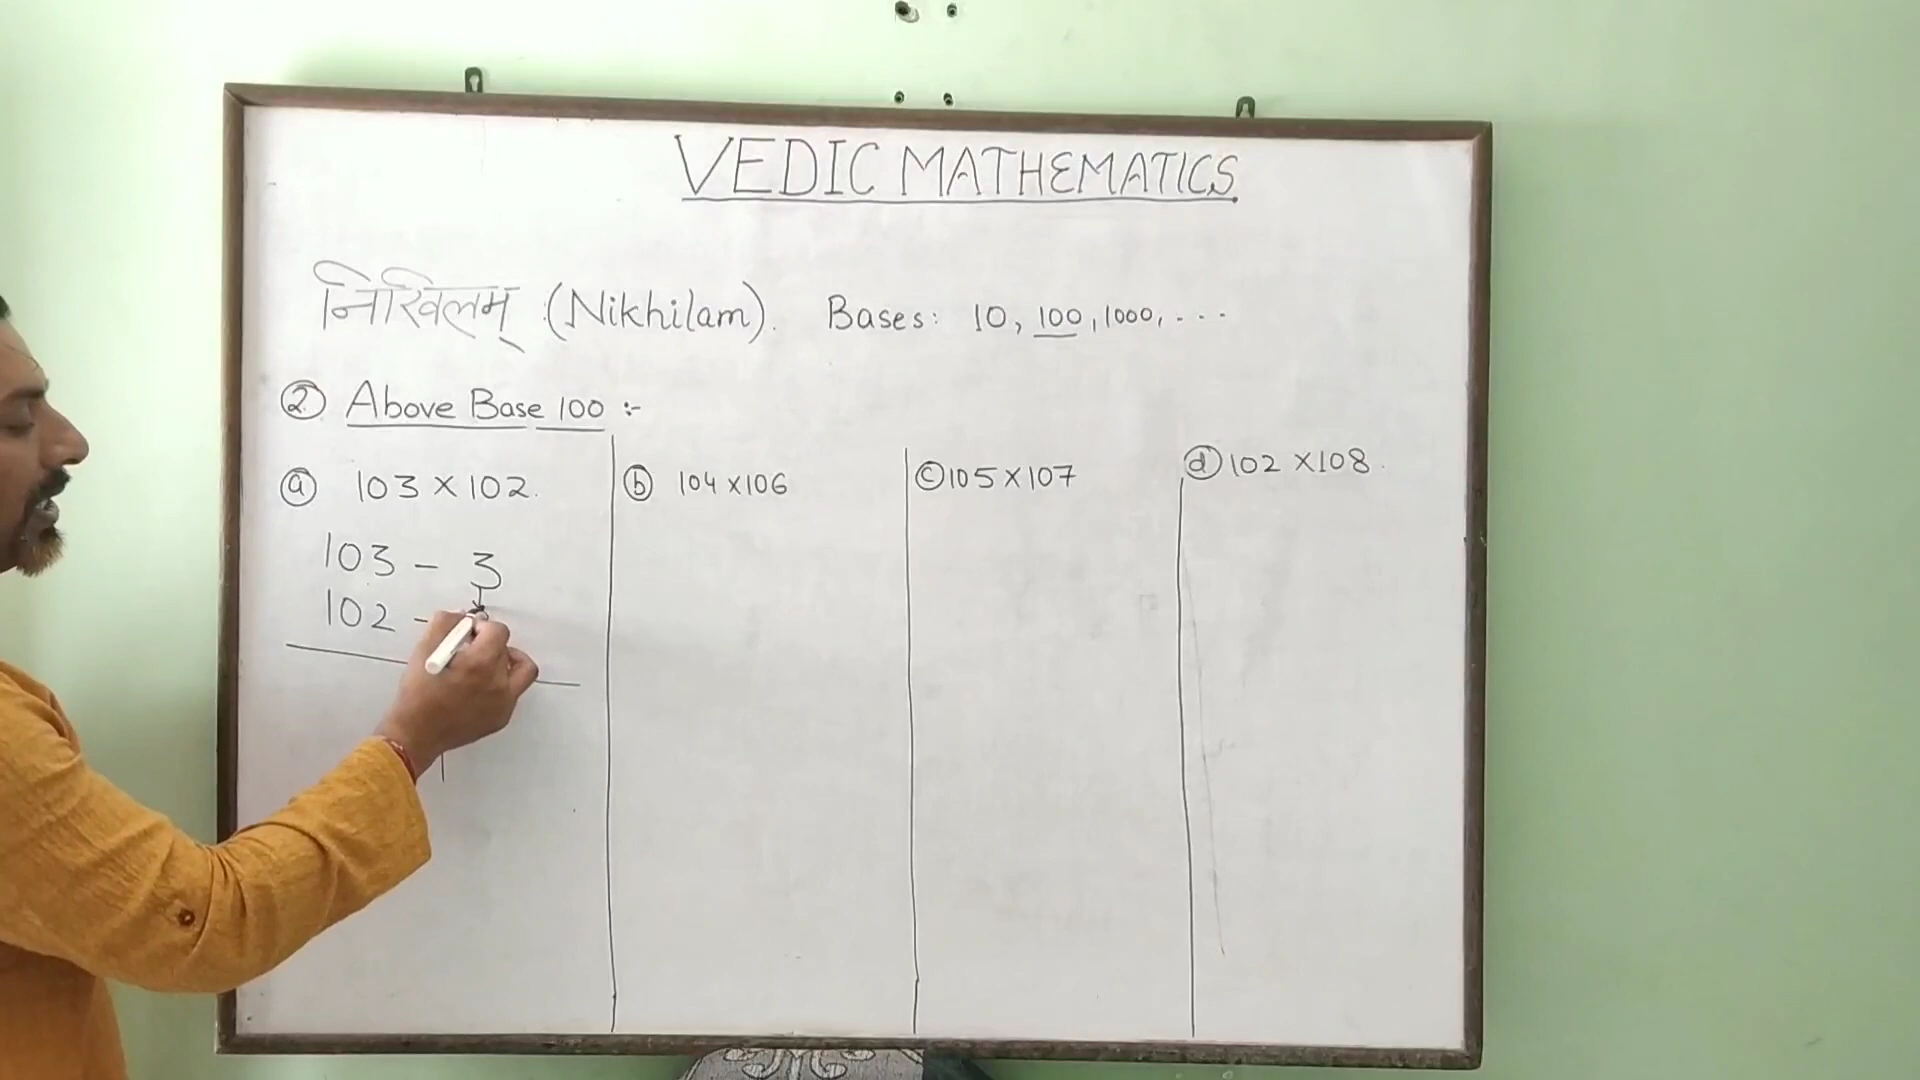 VEDIC MATHEMATICS
निखिलम् (Nikhilam). Bases: 10, 100, 1000, ...
② Above Base 100 :-
ⓐ 103 × 102.
103 - 3
102 -
ⓑ 104 × 106
ⓒ 105 × 107
ⓓ 102 × 108.